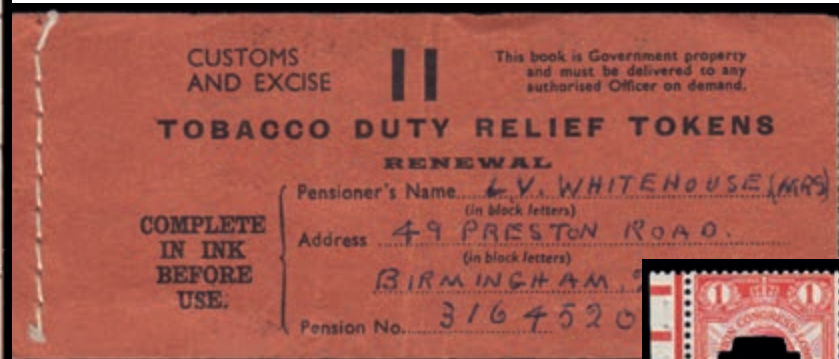 CUSTOMS
AND EXCISE
II
This book is Government property
and must be delivered to any
authorised Officer on demand.
TOBACCO DUTY RELIEF TOKENS
RENEWAL
COMPLETE
IN INK
BEFORE
USE.
Pensioner's Name L.V. WHITEHOUSE (MRS)
(in block letters)
Address 49 PRESTON ROAD.
(in block letters)
BIRMINGHAM,
Pension No. 3164520
1 1